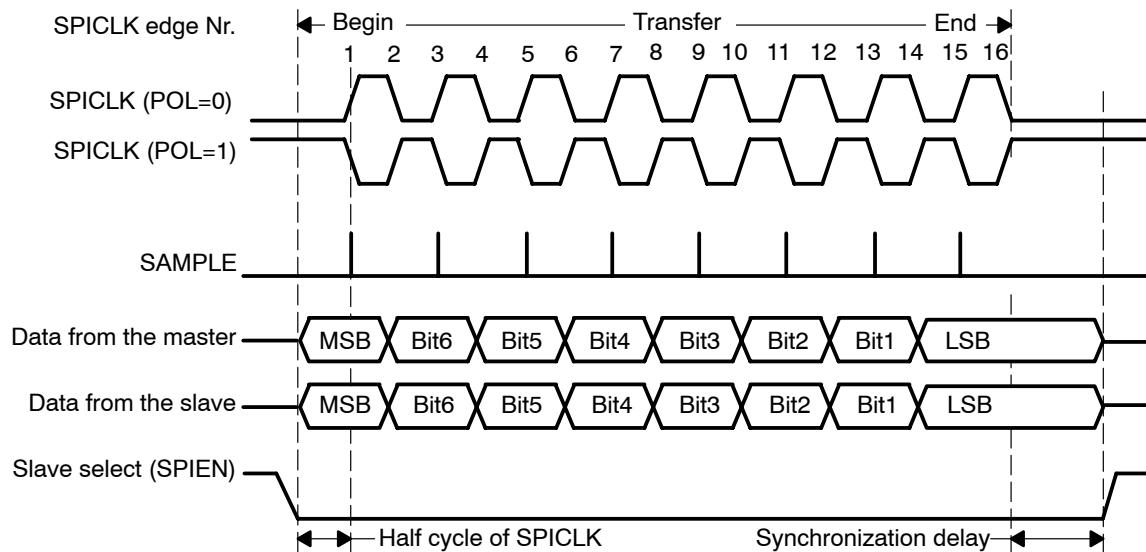 SPICLK edge Nr.
Begin Transfer End
1 2 3 4 5 6 7 8 9 10 11 12 13 14 15 16
SPICLK (POL=0)
SPICLK (POL=1)
SAMPLE
Data from the master MSB Bit6 Bit5 Bit4 Bit3 Bit2 Bit1 LSB
Data from the slave MSB Bit6 Bit5 Bit4 Bit3 Bit2 Bit1 LSB
Slave select (SPIEN)
Half cycle of SPICLK Synchronization delay